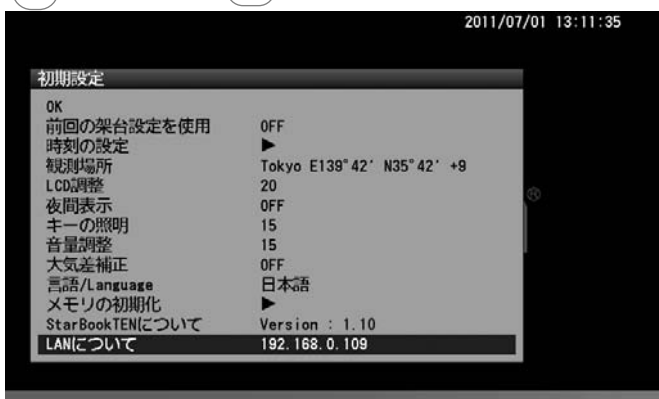 2011/07/01 13:11:35
初期設定
OK
前回の架台設定を使用 OFF
時刻の設定 ▶
観測場所 Tokyo E139°42′ N35°42′ +9
LCD調整 20
夜間表示 OFF
キーの照明 15
音量調整 15
大気差補正 OFF
言語/Language 日本語
メモリの初期化 ▶
StarBookTENについて Version : 1.10
LANについて 192.168.0.109
®